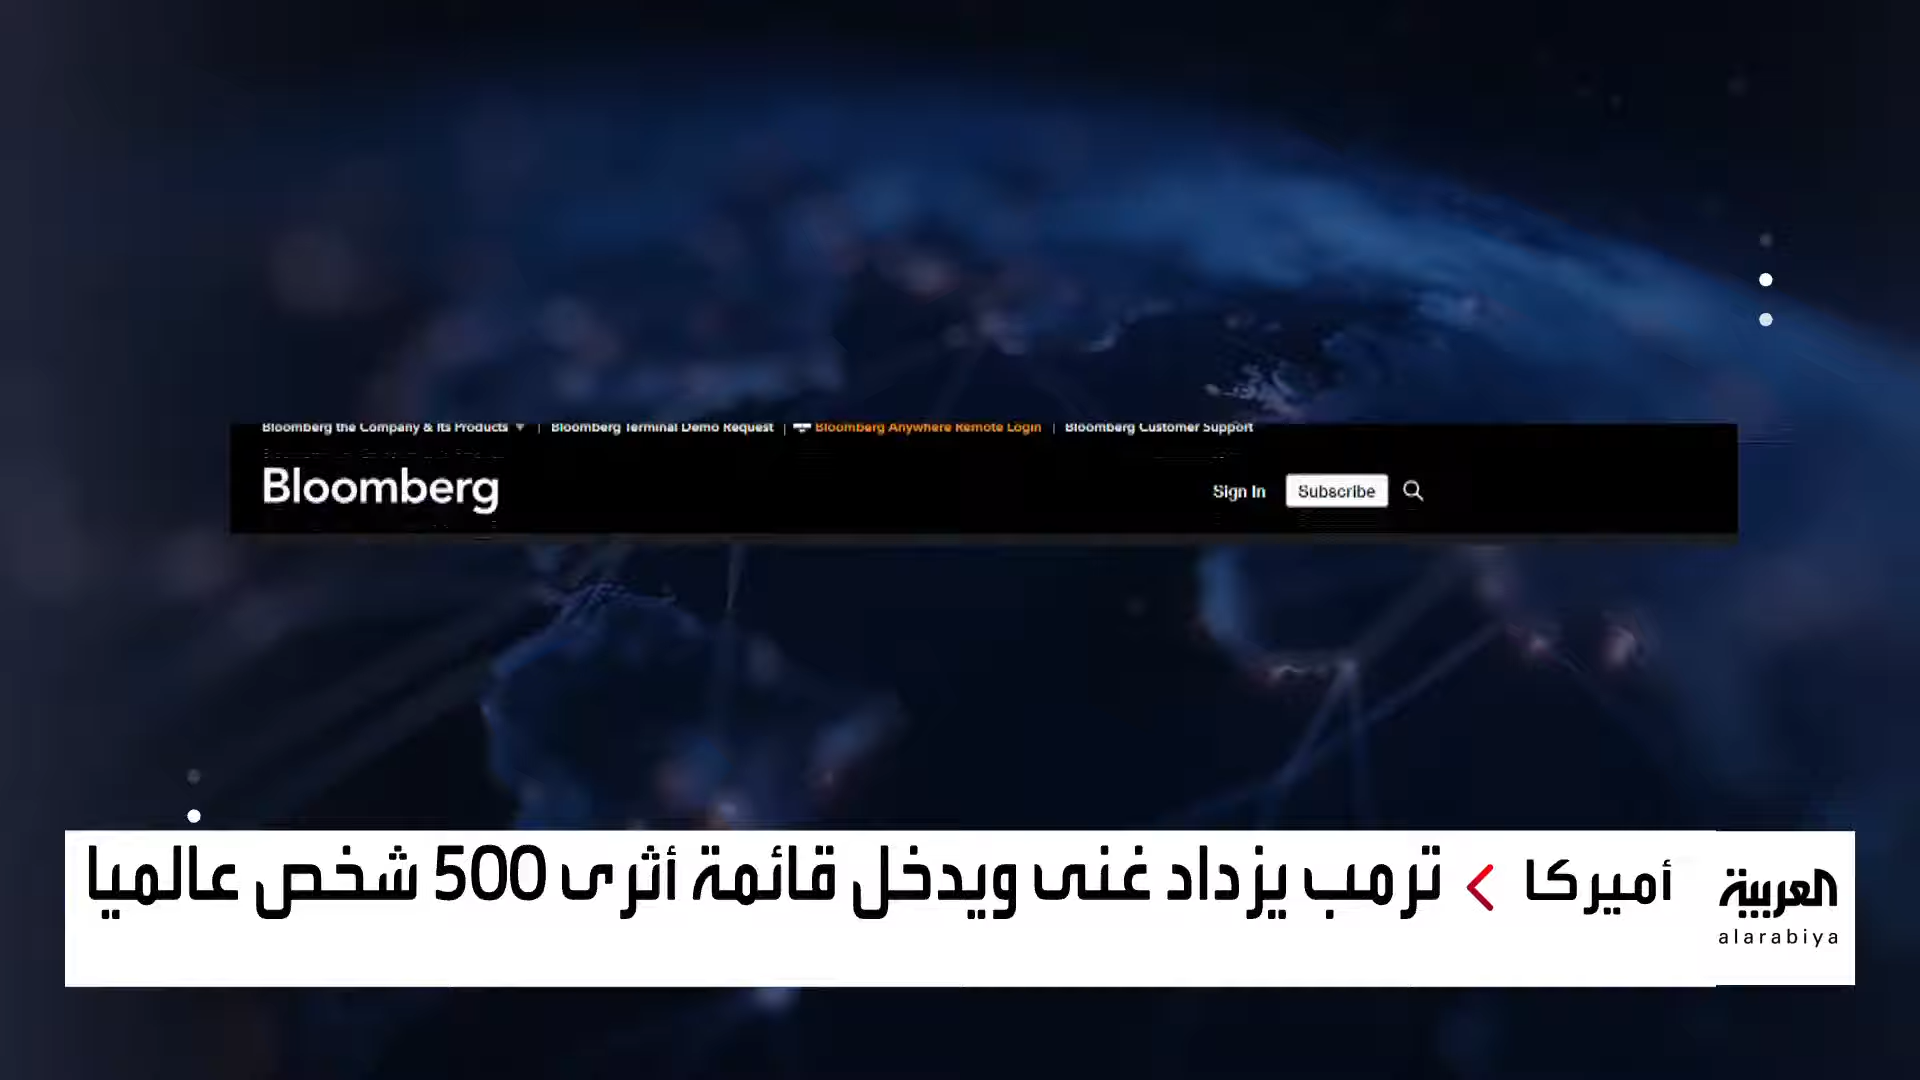 Bloomberg the Company & Its Products ▼ | Bloomberg Terminal Demo Request | Bloomberg Anywhere Remote Login | Bloomberg Customer Support
Bloomberg
Sign In Subscribe
العربية
alarabiya
أميركا
ترمب يزداد غنى ويدخل قائمة أثرى 500 شخص عالميا